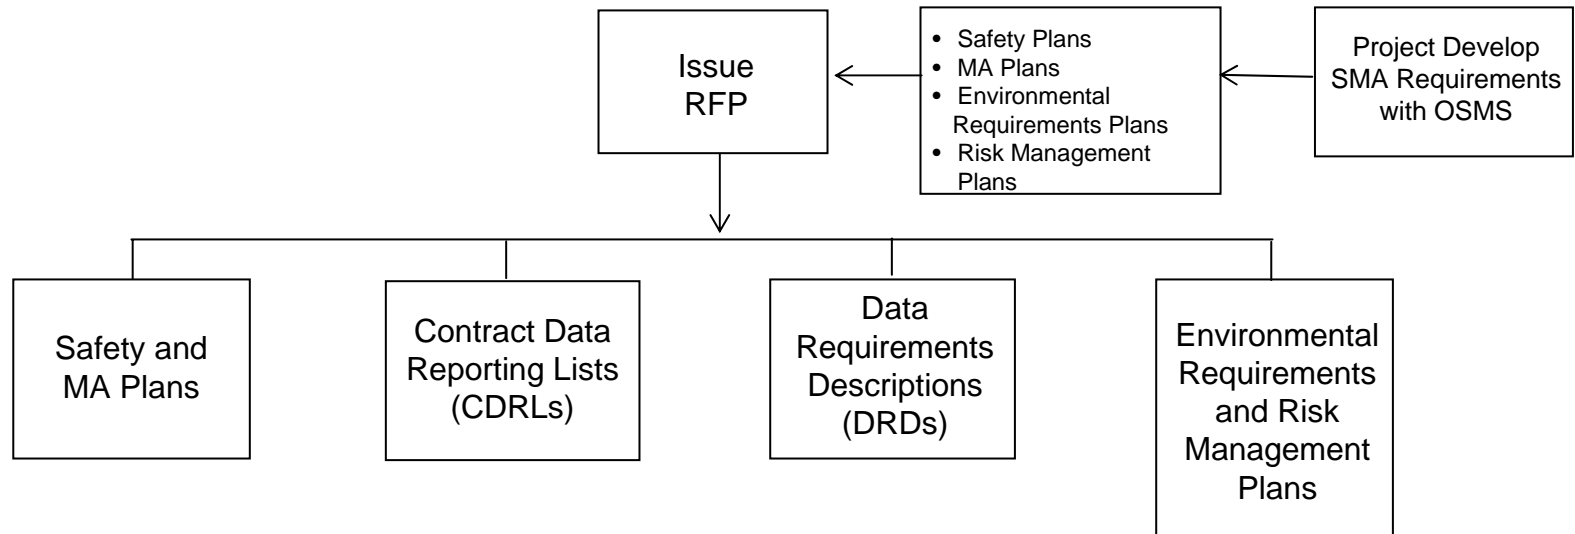 Issue
RFP
• Safety Plans
• MA Plans
• Environmental
Requirements Plans
• Risk Management
Plans
Project Develop
SMA Requirements
with OSMS
Safety and
MA Plans
Contract Data
Reporting Lists
(CDRLs)
Data
Requirements
Descriptions
(DRDs)
Environmental
Requirements
and Risk
Management
Plans